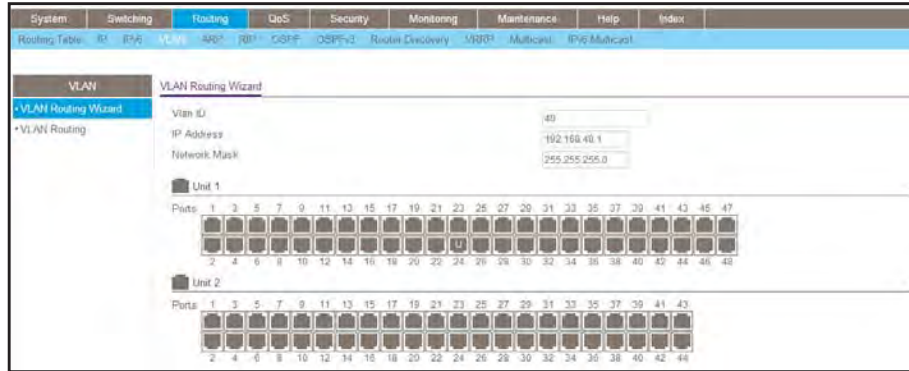 System Switching Routing QoS Security Monitoring Maintenance Help Index
Routing Table IP IPv6 VLAN ARP RIP OSPF OSPFv3 Router Discovery VRRP Multicast IPv6 Multicast
VLAN
• VLAN Routing Wizard
• VLAN Routing
VLAN Routing Wizard
Vlan ID 40
IP Address 192.168.40.1
Network Mask 255.255.255.0
Unit 1
Ports 1 3 5 7 9 11 13 15 17 19 21 23 25 27 29 31 33 35 37 39 41 43 45 47
U
2 4 6 8 10 12 14 16 18 20 22 24 26 28 30 32 34 36 38 40 42 44 46 48
Unit 2
Ports 1 3 5 7 9 11 13 15 17 19 21 23 25 27 29 31 33 35 37 39 41 43
2 4 6 8 10 12 14 16 18 20 22 24 26 28 30 32 34 36 38 40 42 44